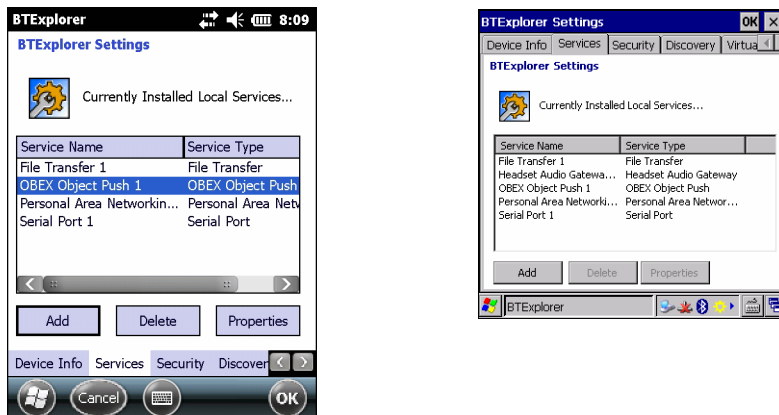 BTExplorer 8:09
BTExplorer Settings
Currently Installed Local Services...
Service Name Service Type
File Transfer 1 File Transfer
OBEX Object Push 1 OBEX Object Push
Personal Area Networkin... Personal Area Netw
Serial Port 1 Serial Port
Add Delete Properties
Device Info Services Security Discover
Cancel OK
BTExplorer Settings OK
Device Info Services Security Discovery Virtua
BTExplorer Settings
Currently Installed Local Services...
Service Name Service Type
File Transfer 1 File Transfer
Headset Audio Gatewa... Headset Audio Gateway
OBEX Object Push 1 OBEX Object Push
Personal Area Networki... Personal Area Networ...
Serial Port 1 Serial Port
Add Delete Properties
BTExplorer